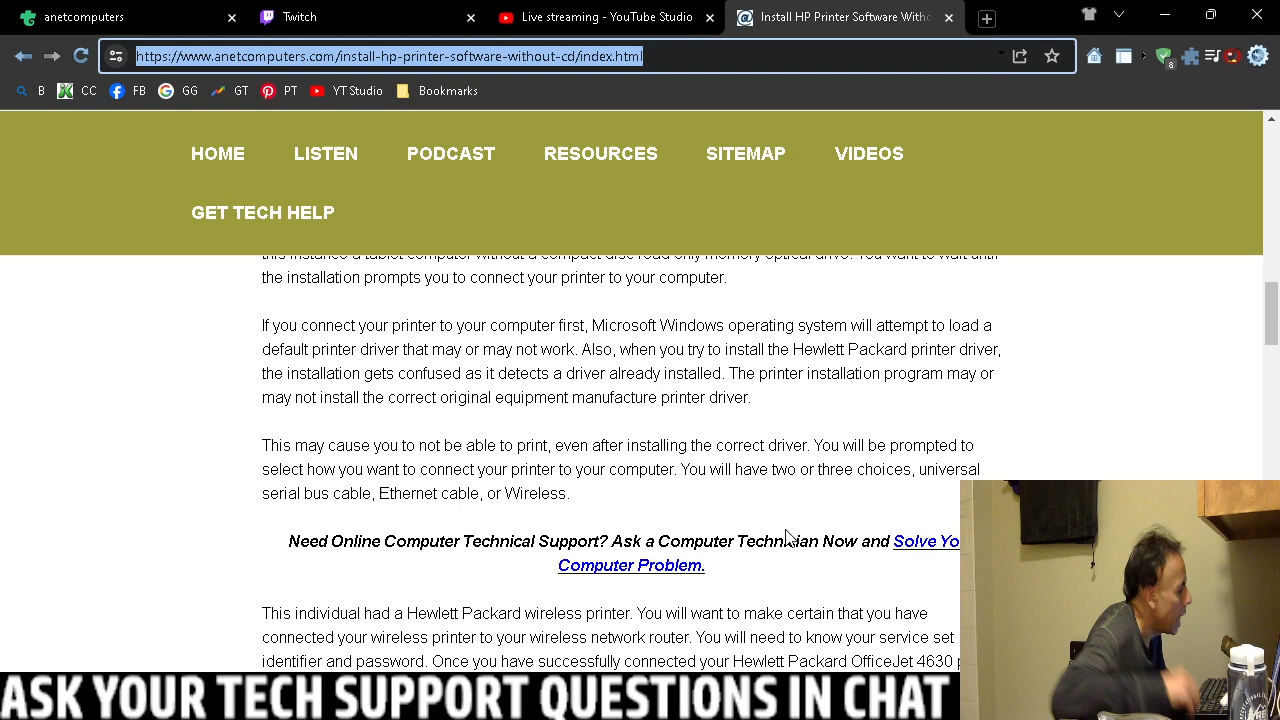 anetcomputers
Twitch
Live streaming - YouTube Studio
Install HP Printer Software Witho
https://www.anetcomputers.com/install-hp-printer-software-without-cd/index.html
8
B CC FB GG GT PT YT Studio Bookmarks
HOME LISTEN PODCAST RESOURCES SITEMAP VIDEOS
GET TECH HELP
this instance a tablet computer without a compact disc read only memory optical drive. You want to wait until
the installation prompts you to connect your printer to your computer.
If you connect your printer to your computer first, Microsoft Windows operating system will attempt to load a
default printer driver that may or may not work. Also, when you try to install the Hewlett Packard printer driver,
the installation gets confused as it detects a driver already installed. The printer installation program may or
may not install the correct original equipment manufacture printer driver.
This may cause you to not be able to print, even after installing the correct driver. You will be prompted to
select how you want to connect your printer to your computer. You will have two or three choices, universal
serial bus cable, Ethernet cable, or Wireless.
Need Online Computer Technical Support? Ask a Computer Technician Now and Solve Yo
Computer Problem.
This individual had a Hewlett Packard wireless printer. You will want to make certain that you have
connected your wireless printer to your wireless network router. You will need to know your service set
identifier and password. Once you have successfully connected your Hewlett Packard OfficeJet 4630 p
ASK YOUR TECH SUPPORT QUESTIONS IN CHAT